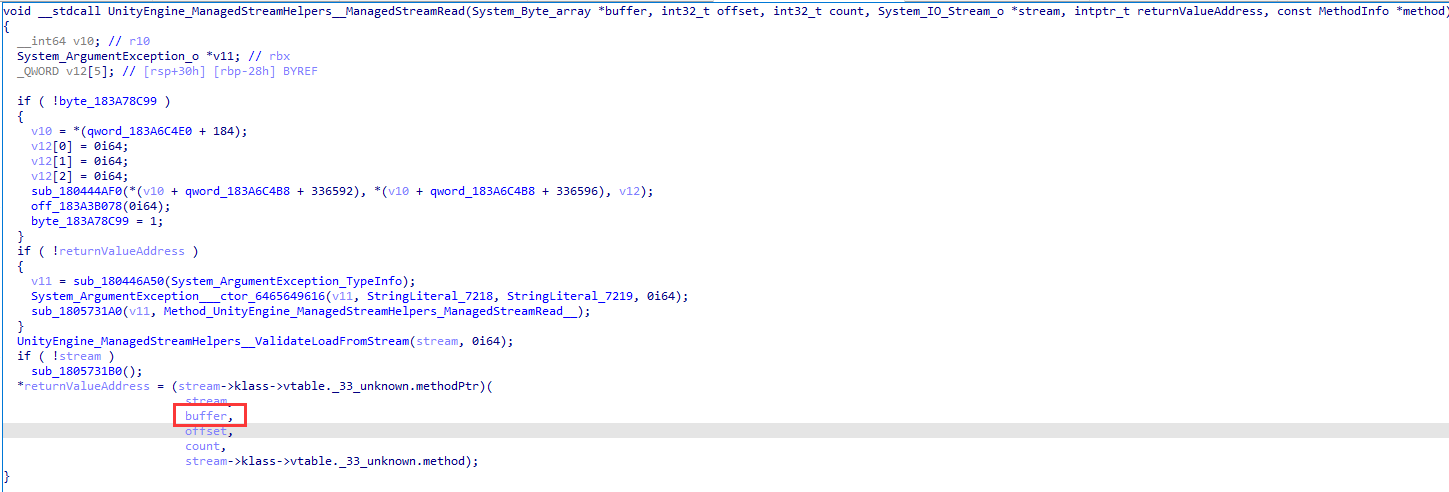 void __stdcall UnityEngine_ManagedStreamHelpers__ManagedStreamRead(System_Byte_array *buffer, int32_t offset, int32_t count, System_IO_Stream_o *stream, intptr_t returnValueAddress, const MethodInfo *method)
{
__int64 v10; // r10
System_ArgumentException_o *v11; // rbx
_QWORD v12[5]; // [rsp+30h] [rbp-28h] BYREF
if ( !byte_183A78C99 )
{
v10 = *(qword_183A6C4E0 + 184);
v12[0] = 0i64;
v12[1] = 0i64;
v12[2] = 0i64;
sub_180444AF0(*(v10 + qword_183A6C4B8 + 336592), *(v10 + qword_183A6C4B8 + 336596), v12);
off_183A3B078(0i64);
byte_183A78C99 = 1;
}
if ( !returnValueAddress )
{
v11 = sub_180446A50(System_ArgumentException_TypeInfo);
System_ArgumentException___ctor_6465649616(v11, StringLiteral_7218, StringLiteral_7219, 0i64);
sub_1805731A0(v11, Method_UnityEngine_ManagedStreamHelpers_ManagedStreamRead__);
}
UnityEngine_ManagedStreamHelpers__ValidateLoadFromStream(stream, 0i64);
if ( !stream )
sub_1805731B0();
*returnValueAddress = (stream->klass->vtable._33_unknown.methodPtr)(
stream,
buffer,
offset,
count,
stream->klass->vtable._33_unknown.method);
}